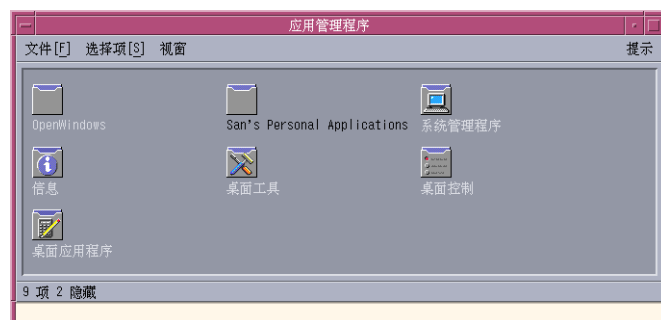 应用管理程序
文件[F] 选择项[S] 视窗 提示
OpenWindows San's Personal Applications 系统管理程序
信息 桌面工具 桌面控制
桌面应用程序
9 项 2 隐藏